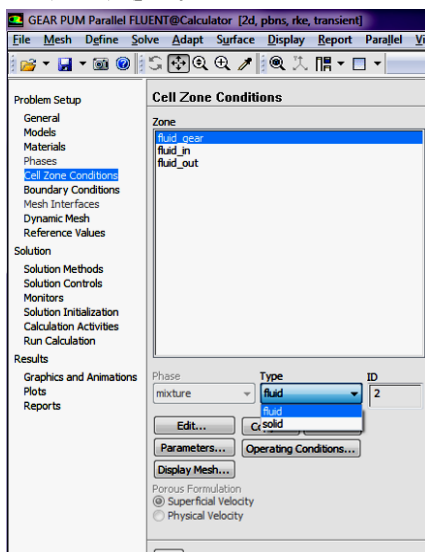 GEAR PUM Parallel FLUENT@Calculator [2d, pbns, rke, transient]
File Mesh Define Solve Adapt Surface Display Report Parallel
Problem Setup
General
Models
Materials
Phases
Cell Zone Conditions
Boundary Conditions
Mesh Interfaces
Dynamic Mesh
Reference Values
Solution
Solution Methods
Solution Controls
Monitors
Solution Initialization
Calculation Activities
Run Calculation
Results
Graphics and Animations
Plots
Reports
Cell Zone Conditions
Zone
fluid_gear
fluid_in
fluid_out
Phase Type ID
mixture fluid 2
fluid
solid
Edit...
Parameters... Operating Conditions...
Display Mesh...
Porous Formulation
Superficial Velocity
Physical Velocity